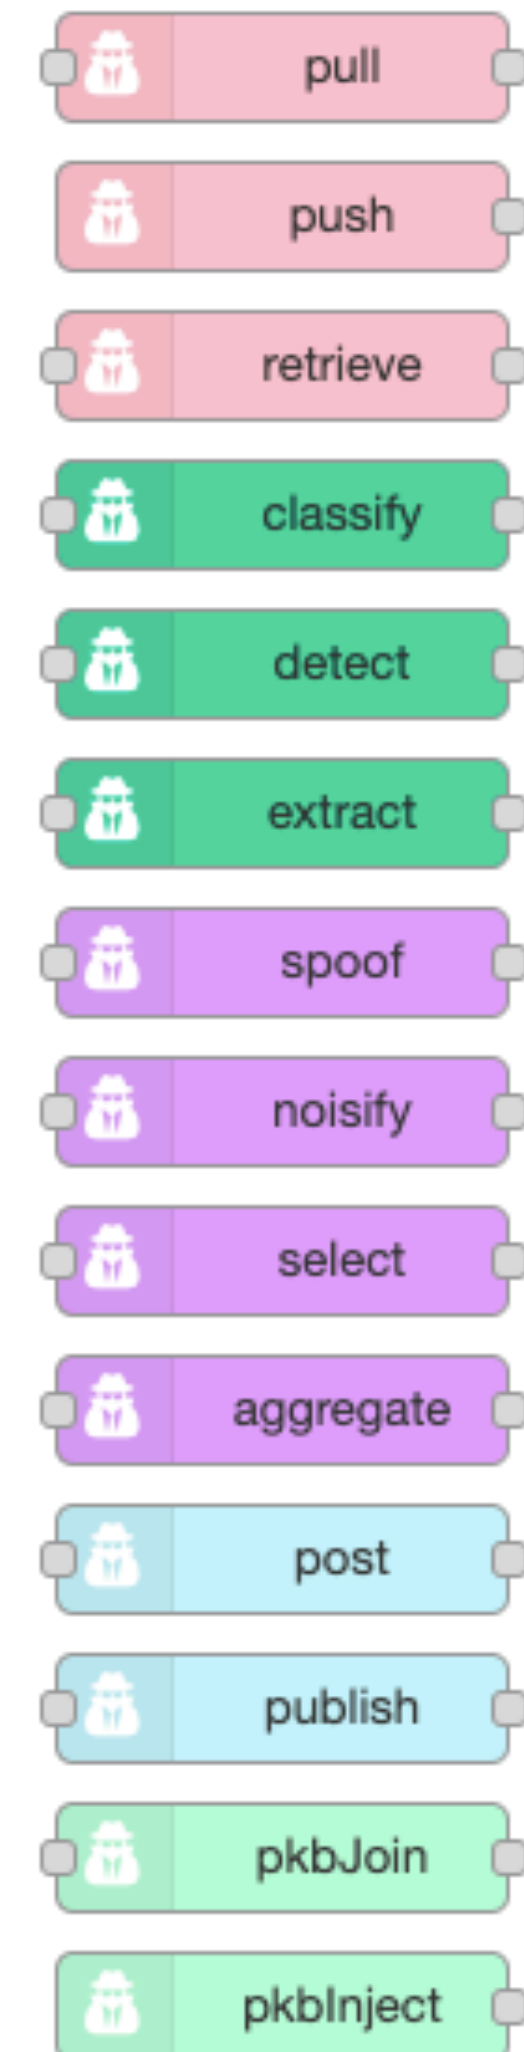 pull
push
retrieve
classify
detect
extract
spoof
noisify
select
aggregate
post
publish
pkbJoin
pkbInject